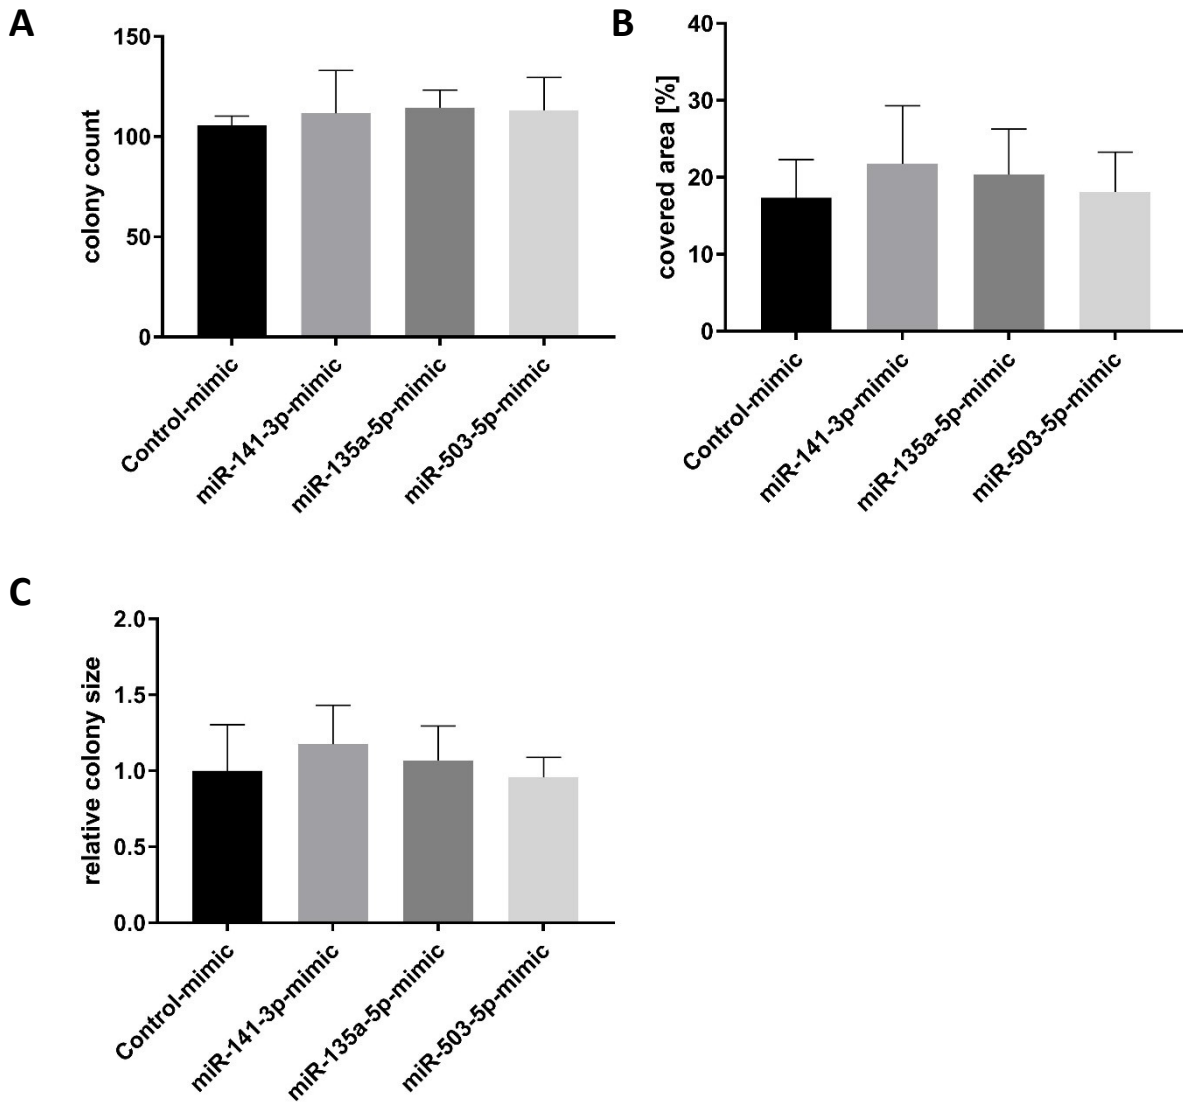 A
colony count
150
100
50
0
Control-mimic
miR-141-3p-mimic
miR-135a-5p-mimic
miR-503-5p-mimic
B
covered area [%]
40
30
20
10
0
Control-mimic
miR-141-3p-mimic
miR-135a-5p-mimic
miR-503-5p-mimic
C
relative colony size
2.0
1.5
1.0
0.5
0.0
Control-mimic
miR-141-3p-mimic
miR-135a-5p-mimic
miR-503-5p-mimic